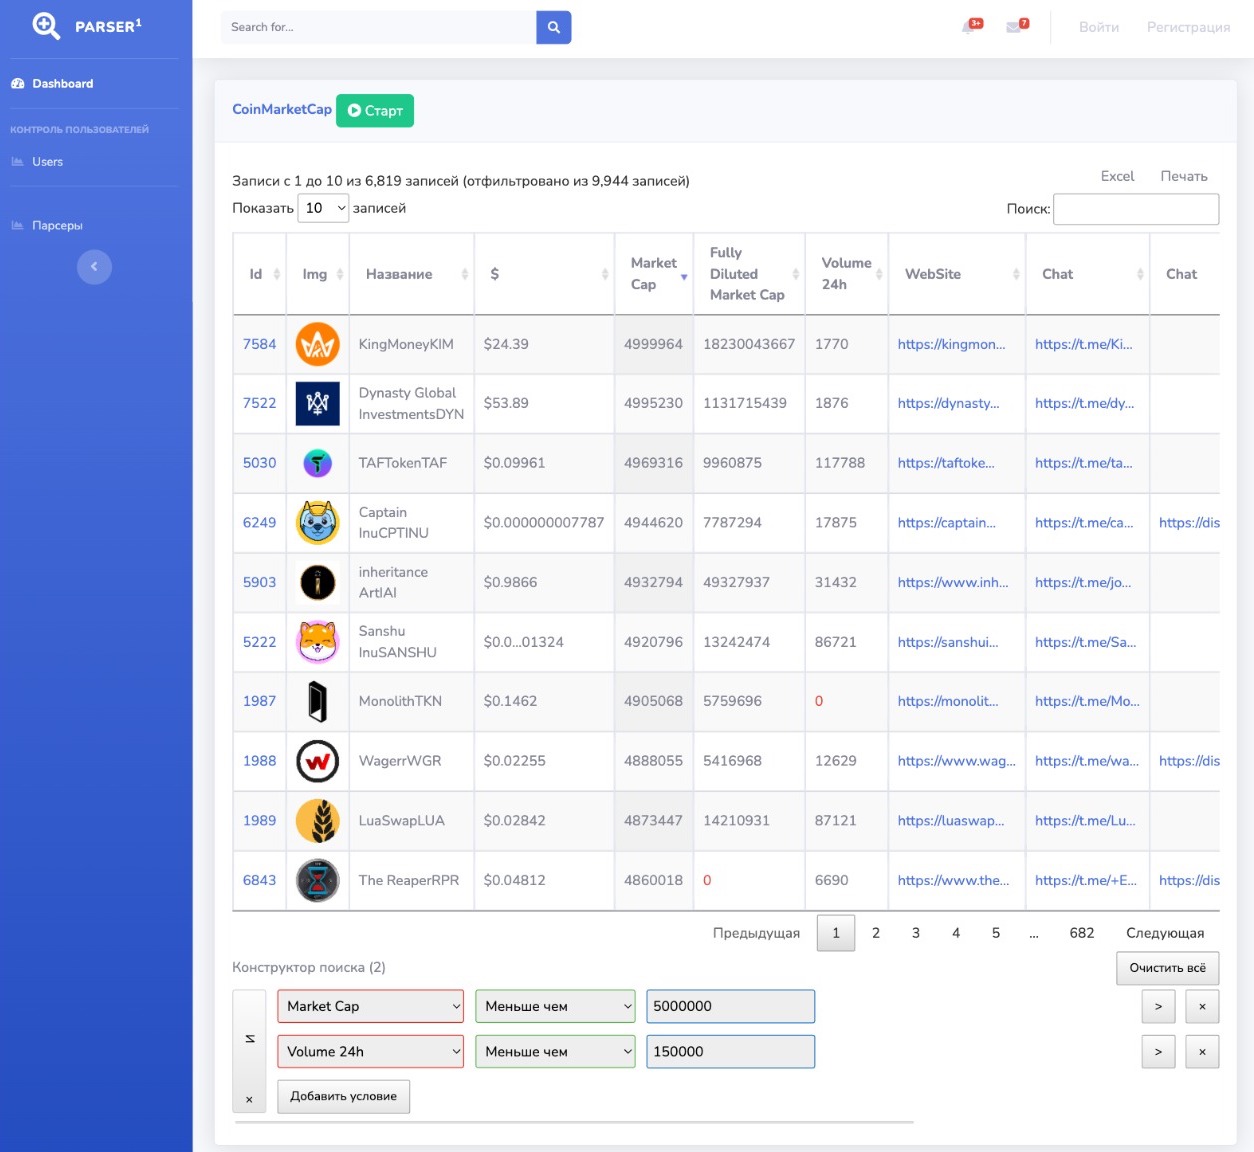 PARSER¹
Search for...
3+
7
Войти
Регистрация
Dashboard
КОНТРОЛЬ ПОЛЬЗОВАТЕЛЕЙ
Users
Парсеры
CoinMarketCap
Старт
Записи с 1 до 10 из 6,819 записей (отфильтровано из 9,944 записей)
Excel Печать
Показать 10 записей
Поиск:
Id Img Название $ Market Cap Fully Diluted Market Cap Volume 24h WebSite Chat Chat
7584 KingMoneyKIM $24.39 4999964 18230043667 1770 https://kingmon... https://t.me/Ki...
7522 Dynasty Global InvestmentsDYN $53.89 4995230 1131715439 1876 https://dynasty... https://t.me/dy...
5030 TAFTokenTAF $0.09961 4969316 9960875 117788 https://taftoke... https://t.me/ta...
6249 Captain InuCPTINU $0.000000007787 4944620 7787294 17875 https://captain... https://t.me/ca... https://dis
5903 inheritance ArtIAI $0.9866 4932794 49327937 31432 https://www.inh... https://t.me/jo...
5222 Sanshu InuSANSHU $0.0...01324 4920796 13242474 86721 https://sanshui... https://t.me/Sa...
1987 MonolithTKN $0.1462 4905068 5759696 0 https://monolit... https://t.me/Mo...
1988 WagerrWGR $0.02255 4888055 5416968 12629 https://www.wag... https://t.me/wa... https://dis
1989 LuaSwapLUA $0.02842 4873447 14210931 87121 https://luaswap... https://t.me/Lu...
6843 The ReaperRPR $0.04812 4860018 0 6690 https://www.the... https://t.me/+E... https://dis
Предыдущая 1 2 3 4 5 ... 682 Следующая
Конструктор поиска (2)
Очистить всё
И
×
Market Cap Меньше чем 5000000 > ×
Volume 24h Меньше чем 150000 > ×
Добавить условие